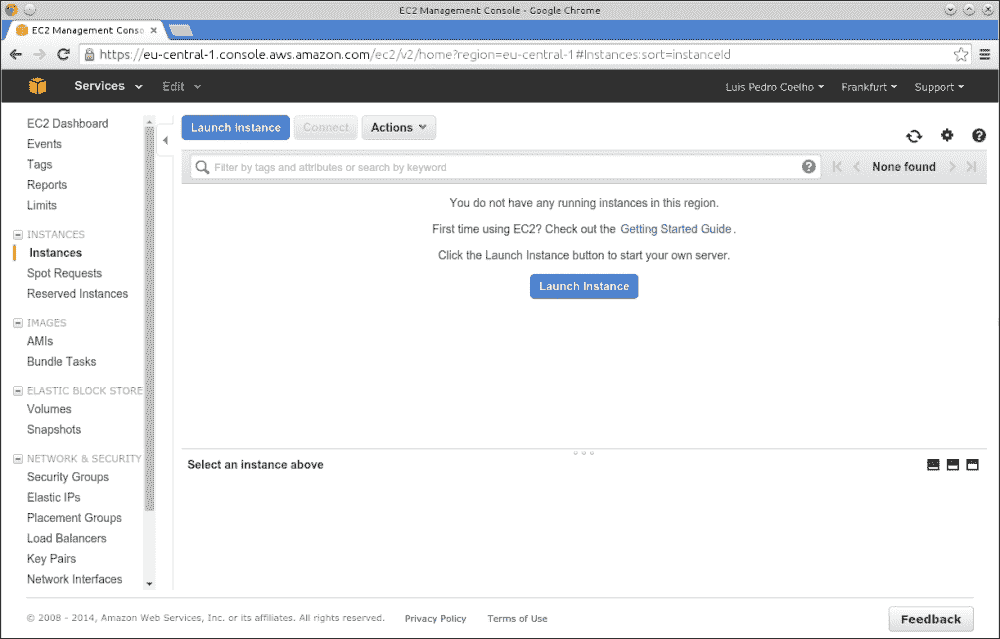 EC2 Management Console - Google Chrome
EC2 Management Conso
https://eu-central-1.console.aws.amazon.com/ec2/v2/home?region=eu-central-1#Instances:sort=instanceId
Services Edit Luis Pedro Coelho Frankfurt Support
EC2 Dashboard
Events
Tags
Reports
Limits
INSTANCES
Instances
Spot Requests
Reserved Instances
IMAGES
AMIs
Bundle Tasks
ELASTIC BLOCK STORE
Volumes
Snapshots
NETWORK & SECURITY
Security Groups
Elastic IPs
Placement Groups
Load Balancers
Key Pairs
Network Interfaces
Launch Instance Connect Actions
Filter by tags and attributes or search by keyword
None found
You do not have any running instances in this region.
First time using EC2? Check out the Getting Started Guide.
Click the Launch Instance button to start your own server.
Launch Instance
Select an instance above
© 2008 - 2014, Amazon Web Services, Inc. or its affiliates. All rights reserved. Privacy Policy Terms of Use
Feedback